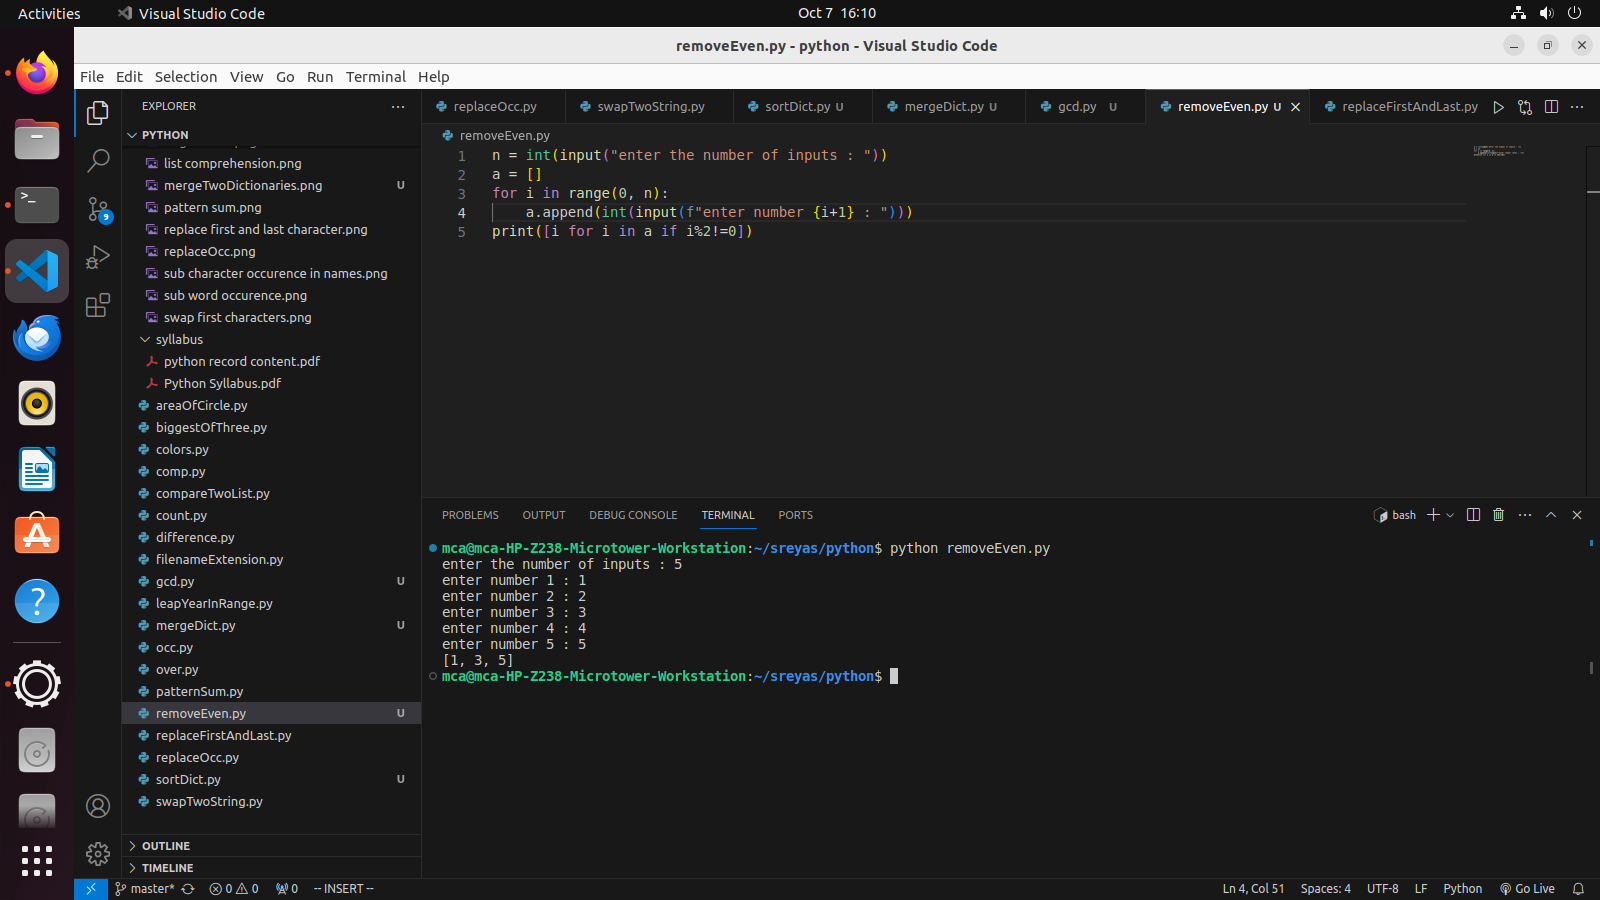 Activities
Visual Studio Code
Oct 7 16:10
removeEven.py - python - Visual Studio Code
File Edit Selection View Go Run Terminal Help
EXPLORER
replaceOcc.py
swapTwoString.py
sortDict.py U
mergeDict.py U
gcd.py U
removeEven.py U
replaceFirstAndLast.py
PYTHON
list comprehension.png
mergeTwoDictionaries.png U
pattern sum.png
replace first and last character.png
replaceOcc.png
sub character occurence in names.png
sub word occurence.png
swap first characters.png
syllabus
python record content.pdf
Python Syllabus.pdf
areaOfCircle.py
biggestOfThree.py
colors.py
comp.py
compareTwoList.py
count.py
difference.py
filenameExtension.py
gcd.py U
leapYearInRange.py
mergeDict.py U
occ.py
over.py
patternSum.py
removeEven.py U
replaceFirstAndLast.py
replaceOcc.py
sortDict.py U
swapTwoString.py
OUTLINE
TIMELINE
9
removeEven.py
1 n = int(input("enter the number of inputs : "))
2 a = []
3 for i in range(0, n):
4     a.append(int(input(f"enter number {i+1} : ")))
5 print([i for i in a if i%2!=0])
PROBLEMS OUTPUT DEBUG CONSOLE TERMINAL PORTS
bash
mca@mca-HP-Z238-Microtower-Workstation:~/sreyas/python$ python removeEven.py
enter the number of inputs : 5
enter number 1 : 1
enter number 2 : 2
enter number 3 : 3
enter number 4 : 4
enter number 5 : 5
[1, 3, 5]
mca@mca-HP-Z238-Microtower-Workstation:~/sreyas/python$
master* 0 0 0 -- INSERT --
Ln 4, Col 51 Spaces: 4 UTF-8 LF Python Go Live